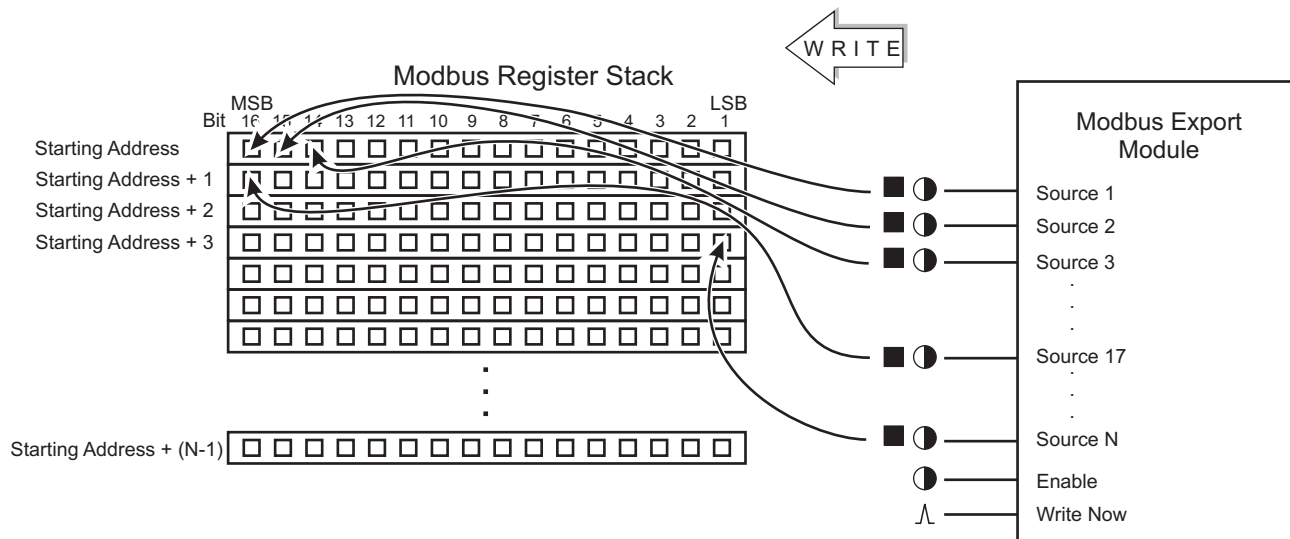 W R I T E
Modbus Register Stack
MSB LSB
Bit 16 15 14 13 12 11 10 9 8 7 6 5 4 3 2 1
Starting Address
Starting Address + 1
Starting Address + 2
Starting Address + 3
Starting Address + (N-1)
Modbus Export
Module
Source 1
Source 2
Source 3
Source 17
Source N
Enable
Write Now